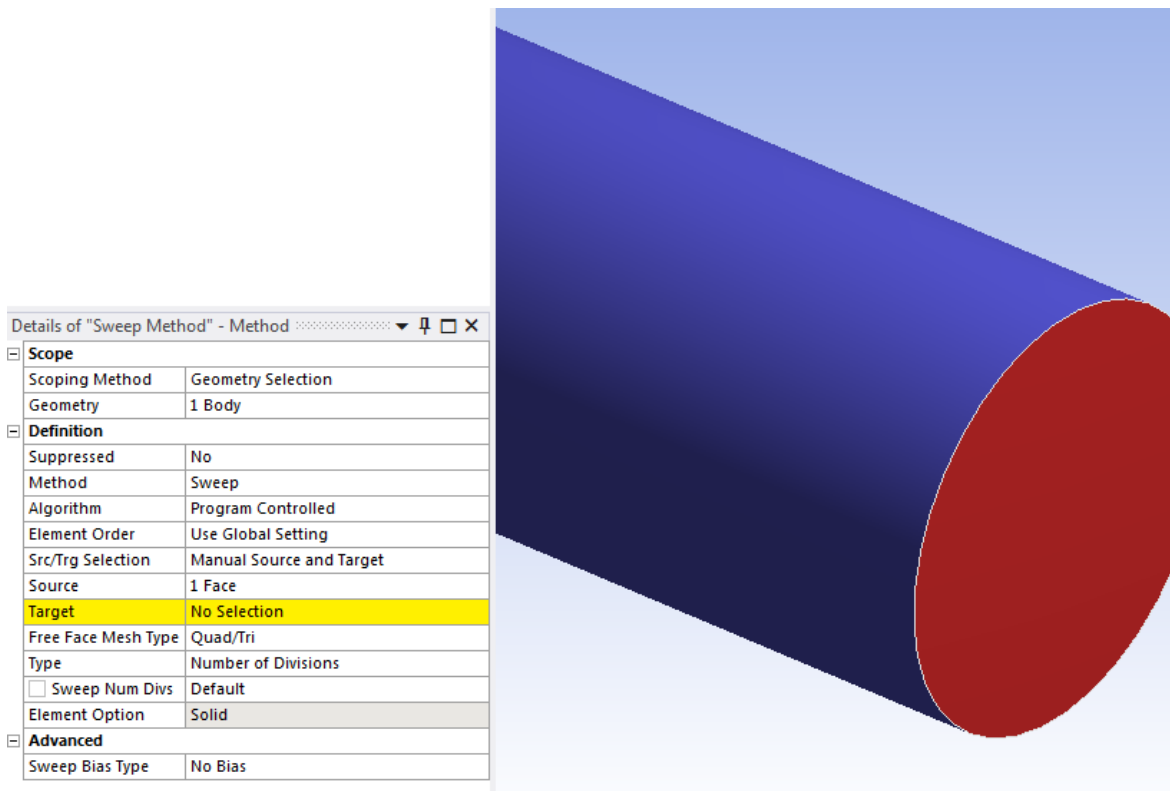 Details of "Sweep Method" - Method
Scope
Scoping Method Geometry Selection
Geometry 1 Body
Definition
Suppressed No
Method Sweep
Algorithm Program Controlled
Element Order Use Global Setting
Src/Trg Selection Manual Source and Target
Source 1 Face
Target No Selection
Free Face Mesh Type Quad/Tri
Type Number of Divisions
Sweep Num Divs Default
Element Option Solid
Advanced
Sweep Bias Type No Bias